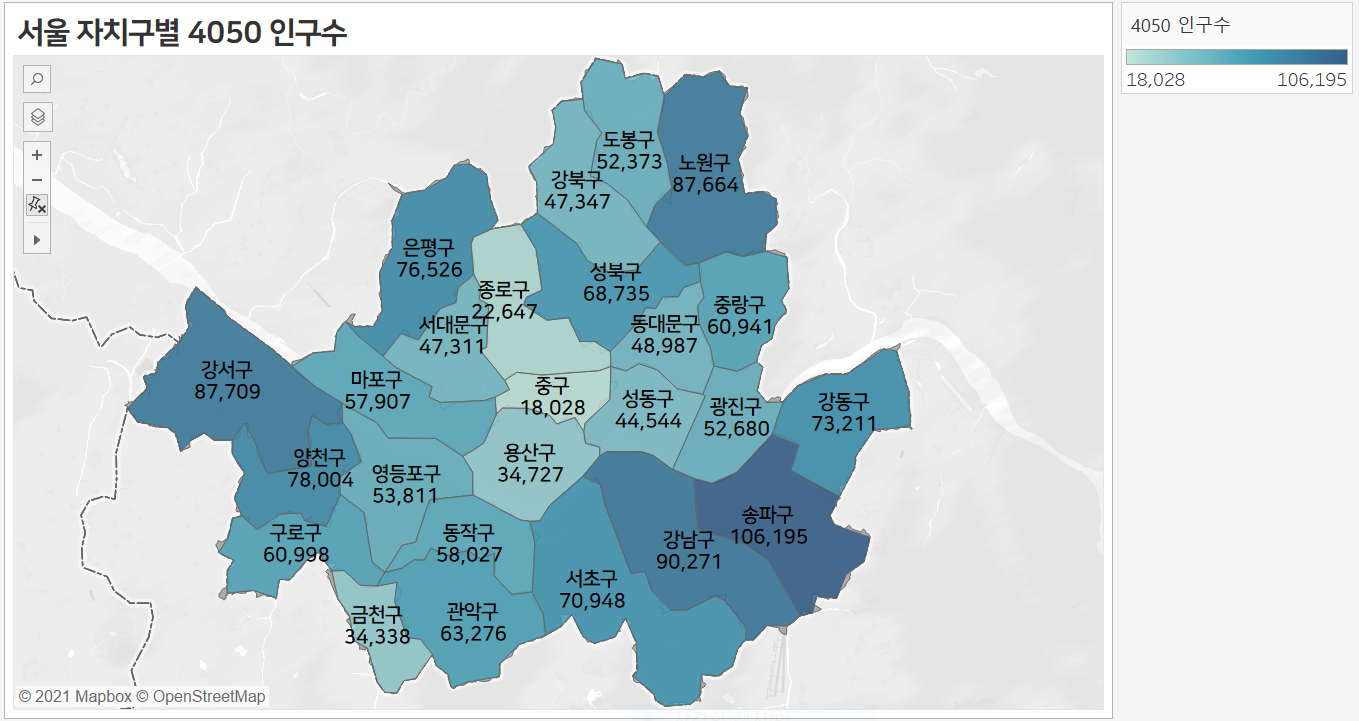 서울 자치구별 4050 인구수
4050 인구수
18,028 106,195
도봉구
52,373
노원구
87,664
강북구
47,347
은평구
76,526
성북구
68,735
종로구
22,647
중랑구
60,941
서대문구
47,311
동대문구
48,987
강서구
87,709
마포구
57,907
중구
18,028
성동구
44,544
광진구
52,680
강동구
73,211
양천구
78,004
영등포구
53,811
용산구
34,727
송파구
106,195
구로구
60,998
동작구
58,027
강남구
90,271
서초구
70,948
금천구
34,338
관악구
63,276
© 2021 Mapbox © OpenStreetMap